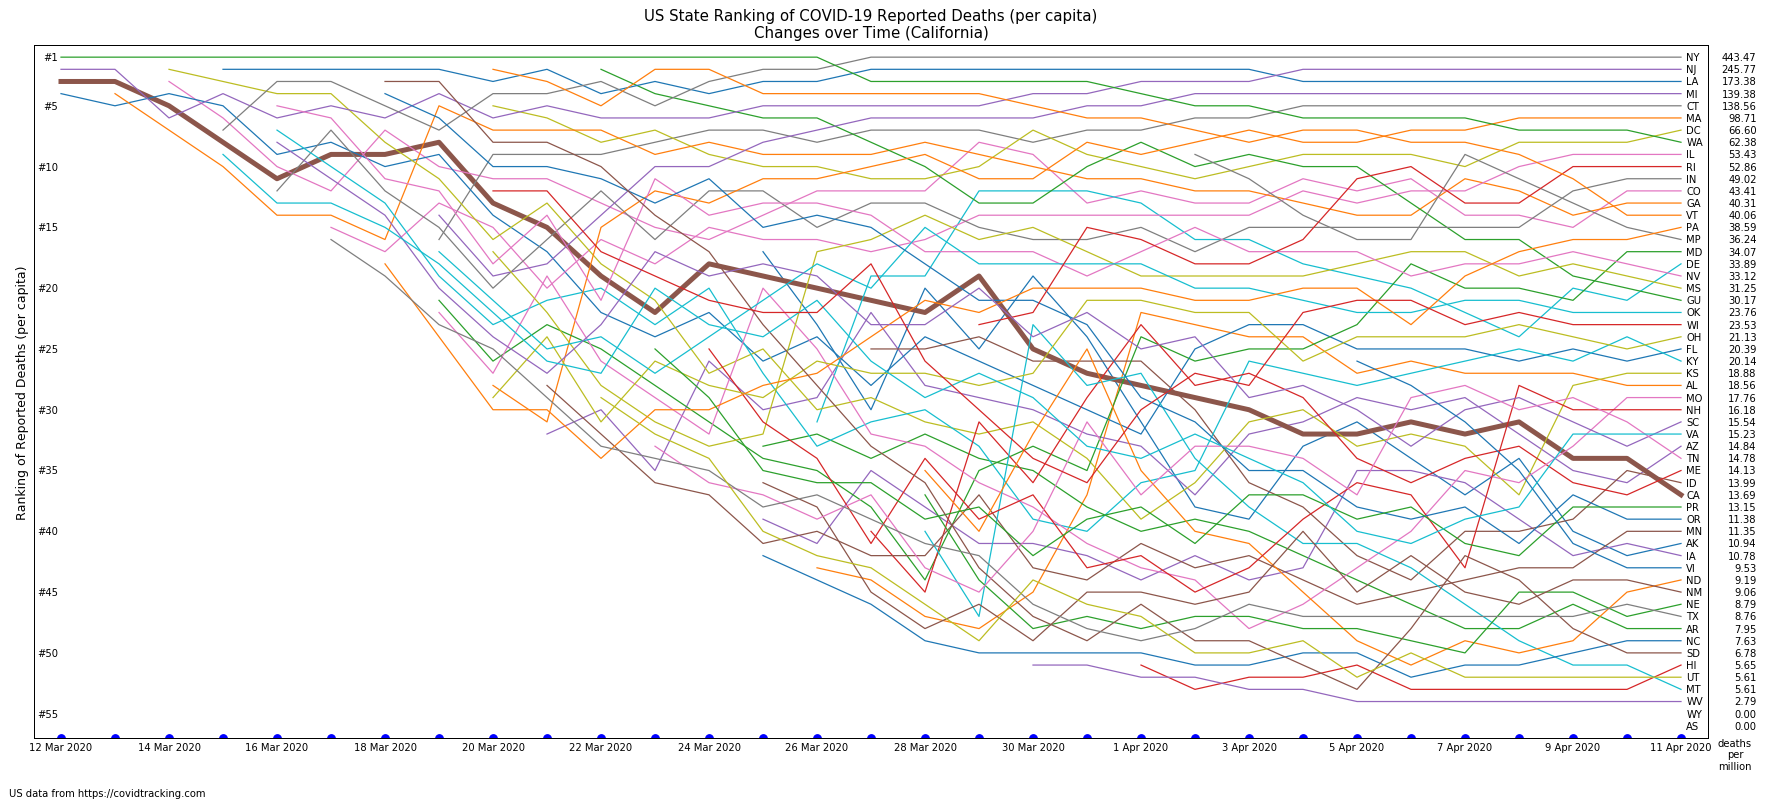 US State Ranking of COVID-19 Reported Deaths (per capita)
Changes over Time (California)
Ranking of Reported Deaths (per capita)
#1
#5
#10
#15
#20
#25
#30
#35
#40
#45
#50
#55
NY 443.47
NJ 245.77
LA 173.38
MI 139.38
CT 138.56
MA 98.71
DC 66.60
WA 62.38
IL 53.43
RI 52.86
IN 49.02
CO 43.41
GA 40.31
VT 40.06
PA 38.59
MP 36.24
MD 34.07
DE 33.89
NV 33.12
MS 31.25
GU 30.17
OK 23.76
WI 23.53
OH 21.13
FL 20.39
KY 20.14
KS 18.88
AL 18.56
MO 17.76
NH 16.18
SC 15.54
VA 15.23
AZ 14.84
TN 14.78
ME 14.13
ID 13.99
CA 13.69
PR 13.15
OR 11.38
MN 11.35
AK 10.94
IA 10.78
VI 9.53
ND 9.19
NM 9.06
NE 8.79
TX 8.76
AR 7.95
NC 7.63
SD 6.78
HI 5.65
UT 5.61
MT 5.61
WV 2.79
WY 0.00
AS 0.00
12 Mar 2020 14 Mar 2020 16 Mar 2020 18 Mar 2020 20 Mar 2020 22 Mar 2020 24 Mar 2020 26 Mar 2020 28 Mar 2020 30 Mar 2020 1 Apr 2020 3 Apr 2020 5 Apr 2020 7 Apr 2020 9 Apr 2020 11 Apr 2020
deaths
per
million
US data from https://covidtracking.com